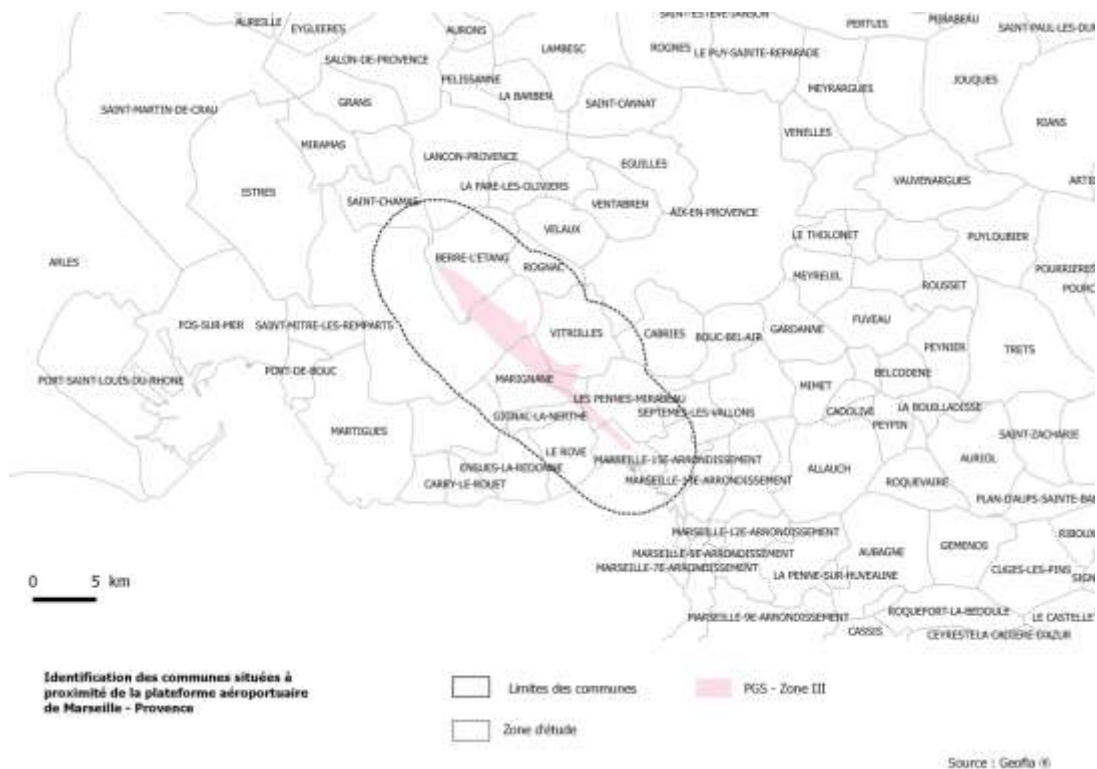 SAINT-ESTEVE-JANSON
AUREILLE
EYGUIERES
AURONS
PERTUIS
MIRABEAU
SAINT-PAUL-LES-DUR
LAMBESC
ROGNES
LE PUY-SAINTE-REPARADE
SALON-DE-PROVENCE
PELISSANNE
JOUQUES
LA BARBEN
MEYRARGUES
GRANS
SAINT-CANNAT
SAINT-MARTIN-DE-CRAU
RIANS
VENELLES
MIRAMAS
LANCON-PROVENCE
EGUILLES
ARTIG
VAUVENARGUES
LA FARE-LES-OLIVIERS
ISTRES
SAINT-CHAMAS
VENTABREN
AIX-EN-PROVENCE
VELAUX
LE THOLONET
PUYLOUBIER
BERRE-L'ETANG
ARLES
ROGNAC
POURRIERES
MEYREUIL
ROUSSET
POURC
FUVEAU
FOS-SUR-MER
SAINT-MITRE-LES-REMPARTS
VITROLLES
CABRIES
BOUC-BEL-AIR
GARDANNE
PEYNIER
TRETS
PORT-DE-BOUC
BELCODENE
PORT-SAINT-LOUIS-DU-RHONE
MARIGNANE
MIMET
LES PENNES-MIRABEAU
LA BOUILLADISSE
GIGNAC-LA-NERTHE
SEPTEMES-LES-VALLONS
CADOLIVE
PEYPIN
MARTIGUES
SAINT-ZACHARIE
LE ROVE
MARSEILLE-15E-ARRONDISSEMENT
AURIOL
ENSUES-LA-REDONNE
ALLAUCH
CARRY-LE-ROUET
MARSEILLE-14E-ARRONDISSEMENT
ROQUEVAIRE
PLAN-D'AUPS-SAINTE-BAU
MARSEILLE-12E-ARRONDISSEMENT
RIBOUX
MARSEILLE-5E-ARRONDISSEMENT
AUBAGNE
GEMENOS
MARSEILLE-7E-ARRONDISSEMENT
LA PENNE-SUR-HUVEAUNE
CUGES-LES-PINS
SIGN
0 5 km
ROQUEFORT-LA-BEDOULE
MARSEILLE-9E-ARRONDISSEMENT
LE CASTELLET
CASSIS
CEYRESTE
LA CADIERE-D'AZUR
Identification des communes situées à
proximité de la plateforme aéroportuaire
de Marseille - Provence
Limites des communes
PGS - Zone III
Zone d'étude
Source : Geofla ®